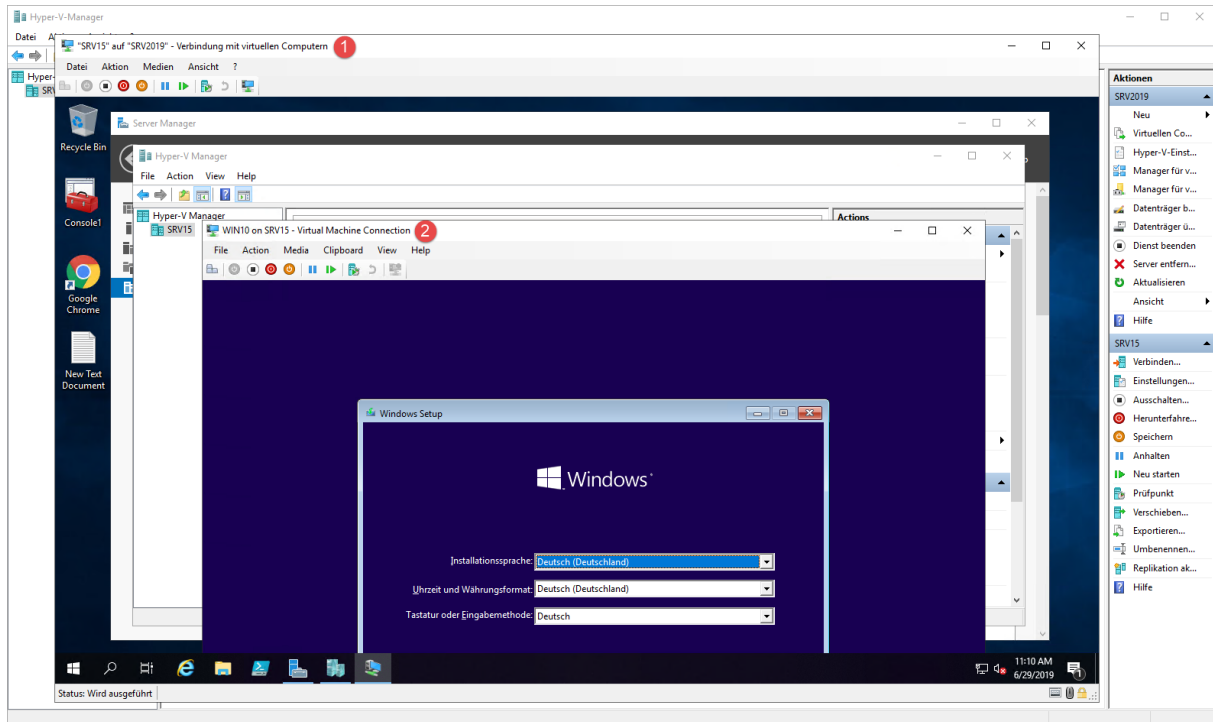 Hyper-V-Manager
Datei
"SRV15" auf "SRV2019" - Verbindung mit virtuellen Computern
1
Datei Aktion Medien Ansicht ?
Recycle Bin
Console1
Google
Chrome
New Text
Document
Server Manager
Hyper-V Manager
File Action View Help
Hyper-V Manager
SRV15
Actions
WIN10 on SRV15 - Virtual Machine Connection
2
File Action Media Clipboard View Help
Windows Setup
Windows
Installationssprache: Deutsch (Deutschland)
Uhrzeit und Währungsformat: Deutsch (Deutschland)
Tastatur oder Eingabemethode: Deutsch
11:10 AM
6/29/2019
1
Status: Wird ausgeführt
Aktionen
SRV2019
Neu
Virtuellen Co...
Hyper-V-Einst...
Manager für v...
Manager für v...
Datenträger b...
Datenträger ü...
Dienst beenden
Server entfern...
Aktualisieren
Ansicht
Hilfe
SRV15
Verbinden...
Einstellungen...
Ausschalten...
Herunterfahre...
Speichern
Anhalten
Neu starten
Prüfpunkt
Verschieben...
Exportieren...
Umbenennen...
Replikation ak...
Hilfe